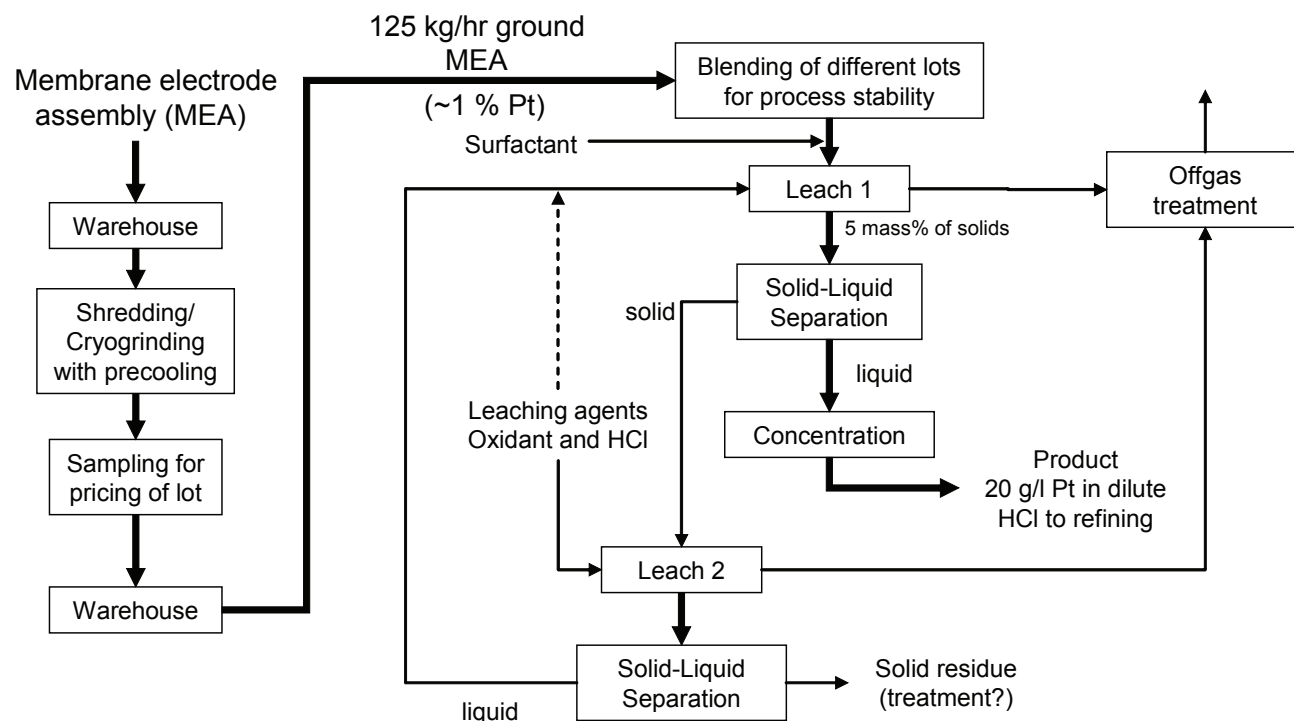 Membrane electrode
assembly (MEA)
Warehouse
Shredding/
Cryogrinding
with precooling
Sampling for
pricing of lot
Warehouse
125 kg/hr ground
MEA
(~1 % Pt)
Blending of different lots
for process stability
Surfactant
Leach 1
Offgas
treatment
5 mass% of solids
Solid-Liquid
Separation
solid
liquid
Leaching agents
Oxidant and HCl
Concentration
Product
20 g/l Pt in dilute
HCl to refining
Leach 2
Solid-Liquid
Separation
Solid residue
(treatment?)
liquid